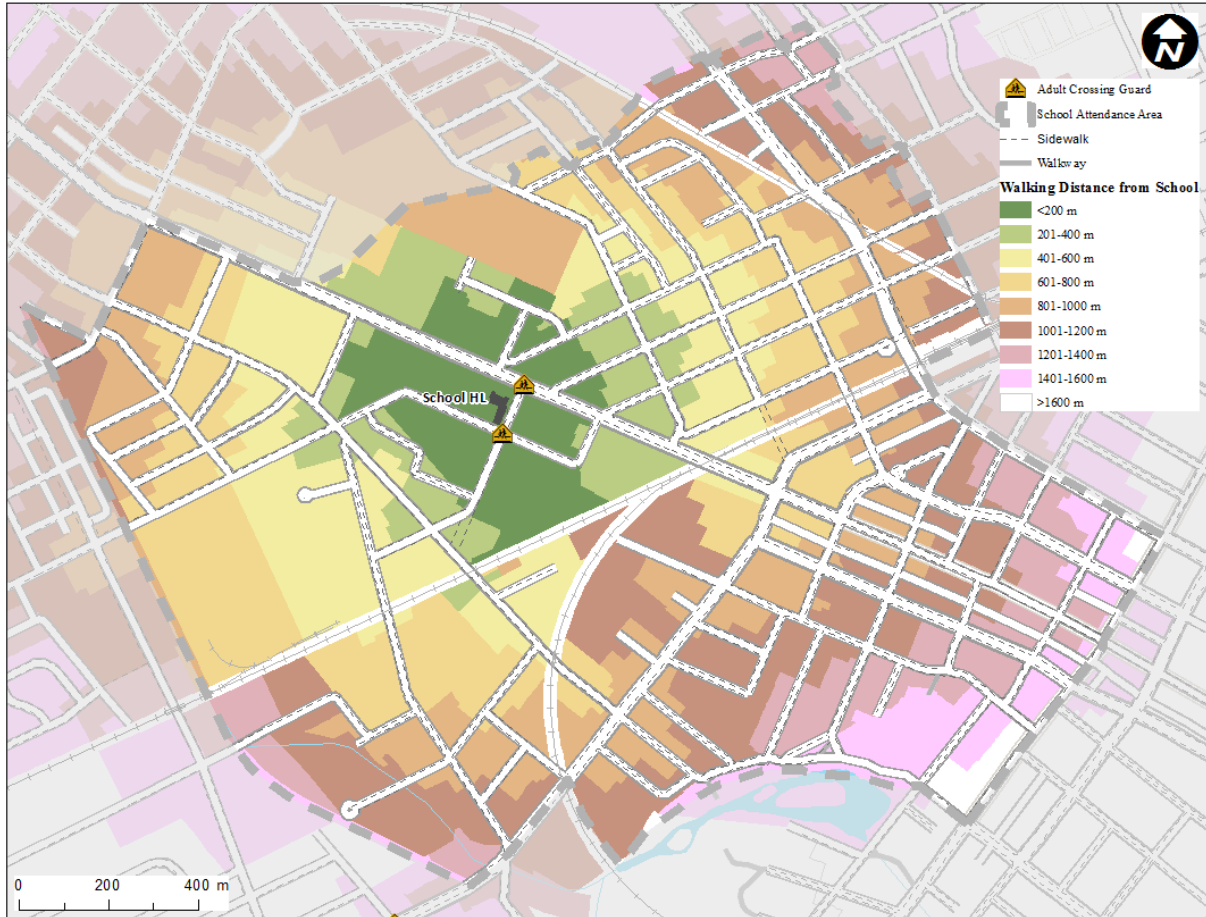 N
Adult Crossing Guard
School Attendance Area
Sidewalk
Walkway
Walking Distance from School
<200 m
201-400 m
401-600 m
601-800 m
801-1000 m
1001-1200 m
1201-1400 m
1401-1600 m
>1600 m
School HL
0 200 400 m